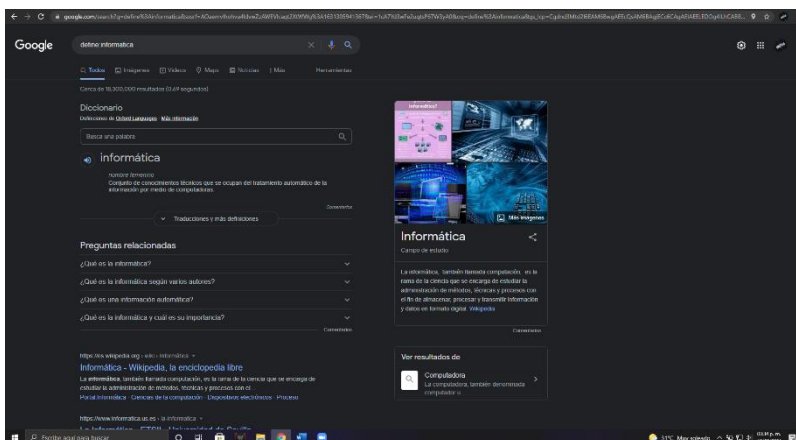 Google
define:informatica
Todos Imágenes Vídeos Maps Noticias Más Herramientas
Cerca de 18,300,000 resultados (0.69 segundos)
Diccionario
Definiciones de Oxford Languages · Más información
Busca una palabra
informática
nombre femenino
Conjunto de conocimientos técnicos que se ocupan del tratamiento automático de la
información por medio de computadoras.
Comentarios
Traducciones y más definiciones
Preguntas relacionadas
¿Qué es la informática?
¿Qué es la informática según varios autores?
¿Qué es una información automática?
¿Qué es la informática y cuál es su importancia?
Comentarios
https://es.wikipedia.org › wiki › Informática
Informática - Wikipedia, la enciclopedia libre
La informática, también llamada computación, es la rama de la ciencia que se encarga de
estudiar la administración de métodos, técnicas y procesos con el ...
Portal:Informática · Ciencias de la computación · Dispositivos electrónicos · Proceso
https://www.informatica.us.es › la-informatica
Más imágenes
Informática
Campo de estudio
La informática, también llamada computación, es la
rama de la ciencia que se encarga de estudiar la
administración de métodos, técnicas y procesos con
el fin de almacenar, procesar y transmitir información
y datos en formato digital. Wikipedia
Comentarios
Ver resultados de
Computadora
La computadora, también denominada
computador u
Escribe aquí para buscar
31°C May. soleado